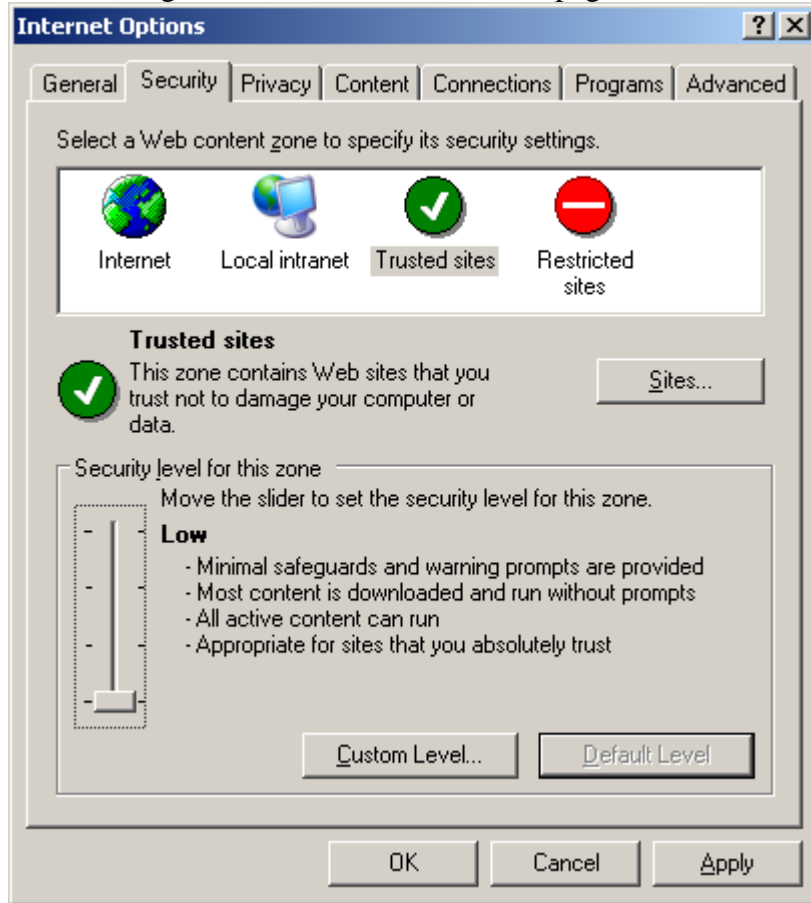 Internet Options
General Security Privacy Content Connections Programs Advanced
Select a Web content zone to specify its security settings.
Internet Local intranet Trusted sites Restricted
sites
Trusted sites
This zone contains Web sites that you
trust not to damage your computer or
data.
Sites...
Security level for this zone
Move the slider to set the security level for this zone.
Low
- Minimal safeguards and warning prompts are provided
- Most content is downloaded and run without prompts
- All active content can run
- Appropriate for sites that you absolutely trust
Custom Level... Default Level
OK Cancel Apply